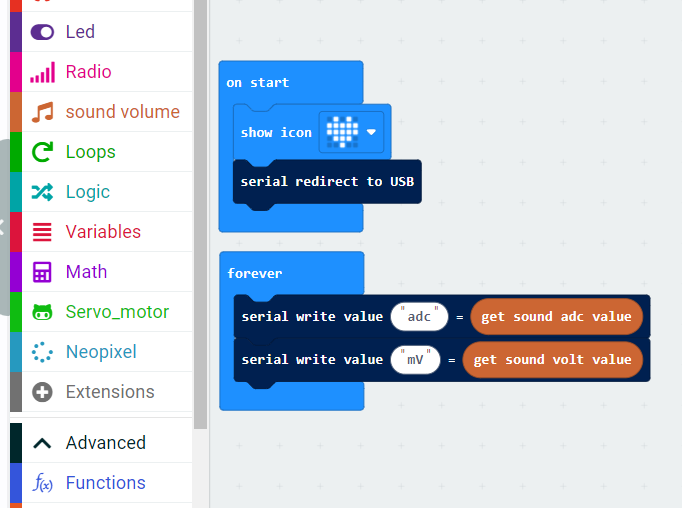 Led
Radio
sound volume
Loops
Logic
Variables
Math
Servo_motor
Neopixel
Extensions
Advanced
f(x) Functions
on start
show icon
serial redirect to USB
forever
serial write value "adc" = get sound adc value
serial write value "mV" = get sound volt value